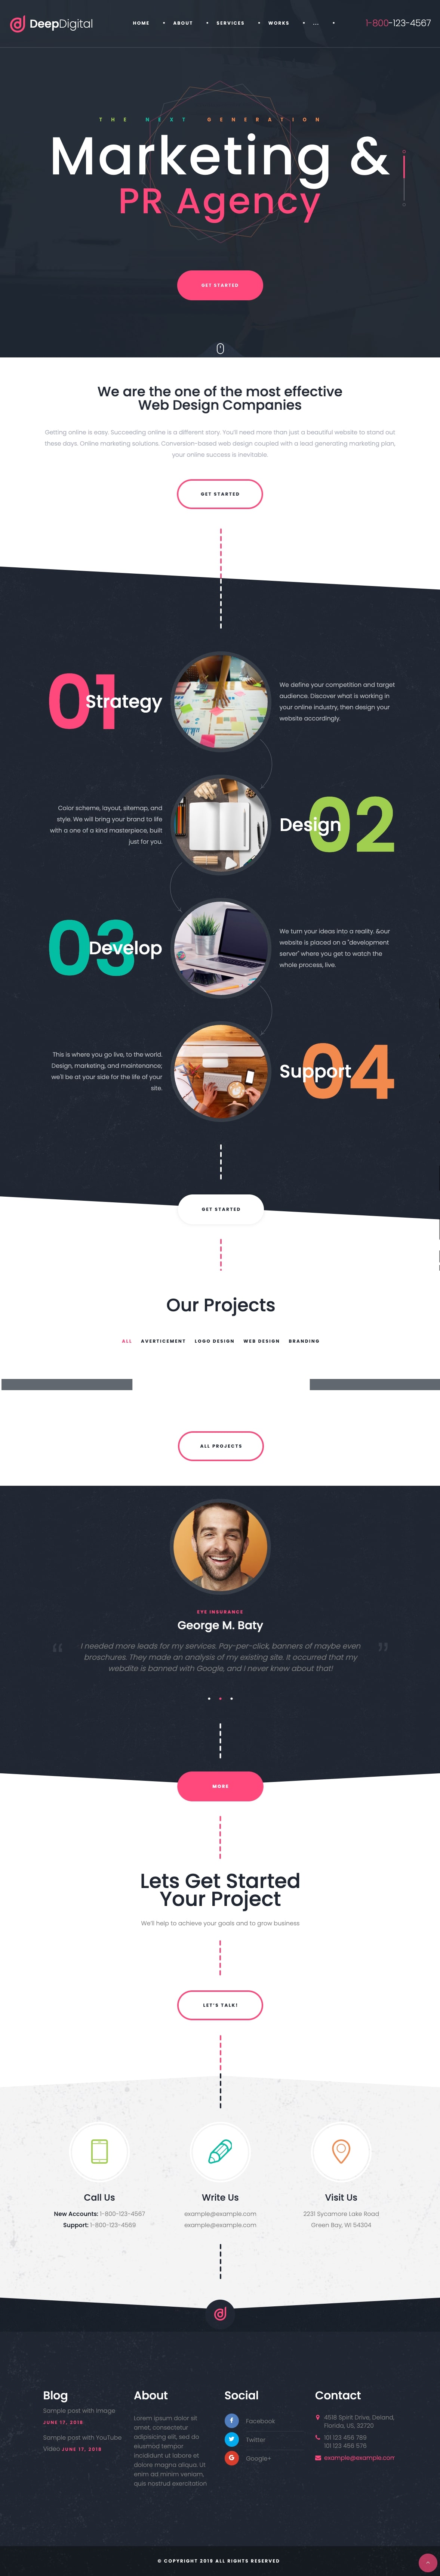 DeepDigital
HOME
ABOUT
SERVICES
WORKS
...
1-800-123-4567
THE NEXT GENERATION
Marketing &
PR Agency
GET STARTED
We are the one of the most effective
Web Design Companies
Getting online is easy. Succeeding online is a different story. You'll need more than just a beautiful website to stand out
these days. Online marketing solutions. Conversion-based web design coupled with a lead generating marketing plan,
your online success is inevitable.
GET STARTED
01
Strategy
We define your competition and target
audience. Discover what is working in
your online industry, then design your
website accordingly.
Color scheme, layout, sitemap, and
style. We will bring your brand to life
with a one of a kind masterpiece, built
just for you.
Design
02
03
Develop
We turn your ideas into a reality. &our
website is placed on a "development
server" where you get to watch the
whole process, live.
This is where you go live, to the world.
Design, marketing, and maintenance;
we'll be at your side for the life of your
site.
Support
04
GET STARTED
Our Projects
ALL
AVERTICEMENT
LOGO DESIGN
WEB DESIGN
BRANDING
ALL PROJECTS
EYE INSURANCE
George M. Baty
“ I needed more leads for my services. Pay-per-click, banners of maybe even ”
broschures. They made an analysis of my existing site. It occurred that my
webdite is banned with Google, and I never knew about that!
MORE
Lets Get Started
Your Project
We'll help to achieve your goals and to grow business
LET'S TALK!
Call Us
New Accounts: 1-800-123-4567
Support: 1-800-123-4569
Write Us
example@example.com
example@example.com
Visit Us
2231 Sycamore Lake Road
Green Bay, WI 54304
Blog
Sample post with Image
JUNE 17, 2018
Sample post with YouTube
Video JUNE 17, 2018
About
Lorem ipsum dolor sit
amet, consectetur
adipisicing elit, sed do
eiusmod tempor
incididunt ut labore et
dolore magna aliqua. Ut
enim ad minim veniam,
quis nostrud exercitation
Social
Facebook
Twitter
Google+
Contact
4518 Spirit Drive, Deland,
Florida, US, 32720
101 123 456 789
101 123 456 576
example@example.com
© COPYRIGHT 2019 ALL RIGHTS RESERVED